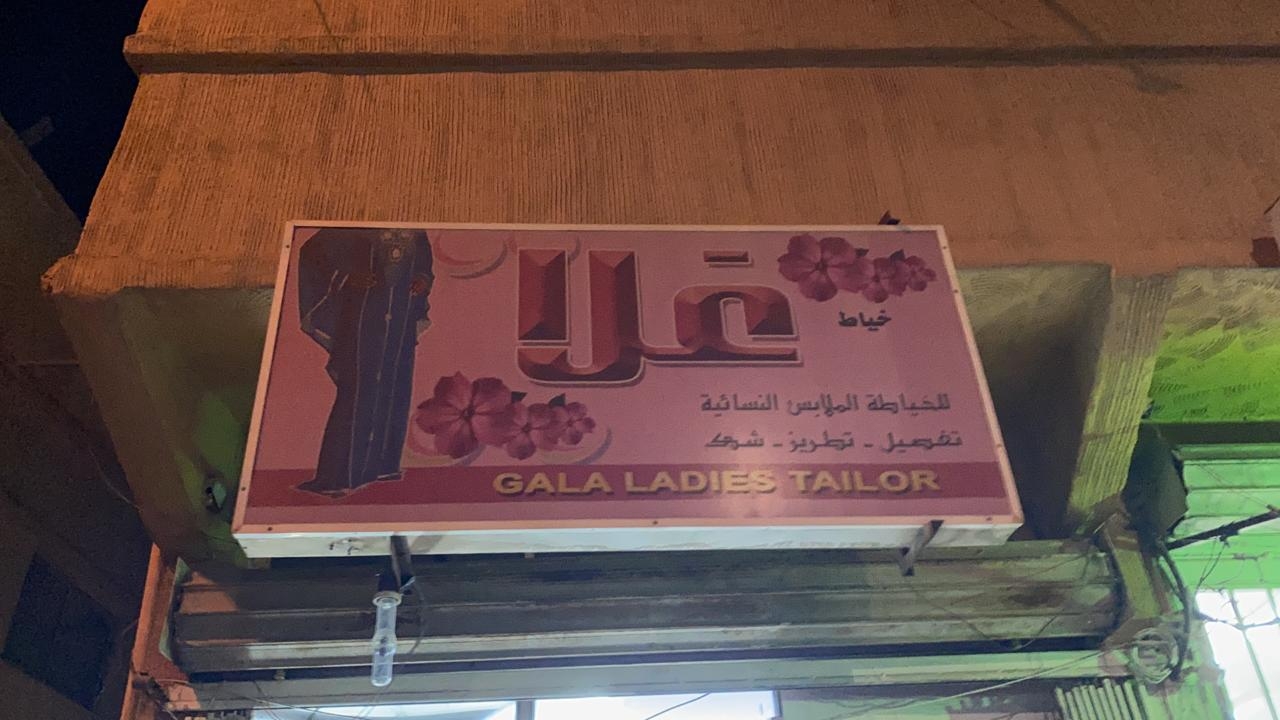 خياط
غلا
للخياطة الملابس النسائية
تفصيل - تطريز - شك
GALA LADIES TAILOR